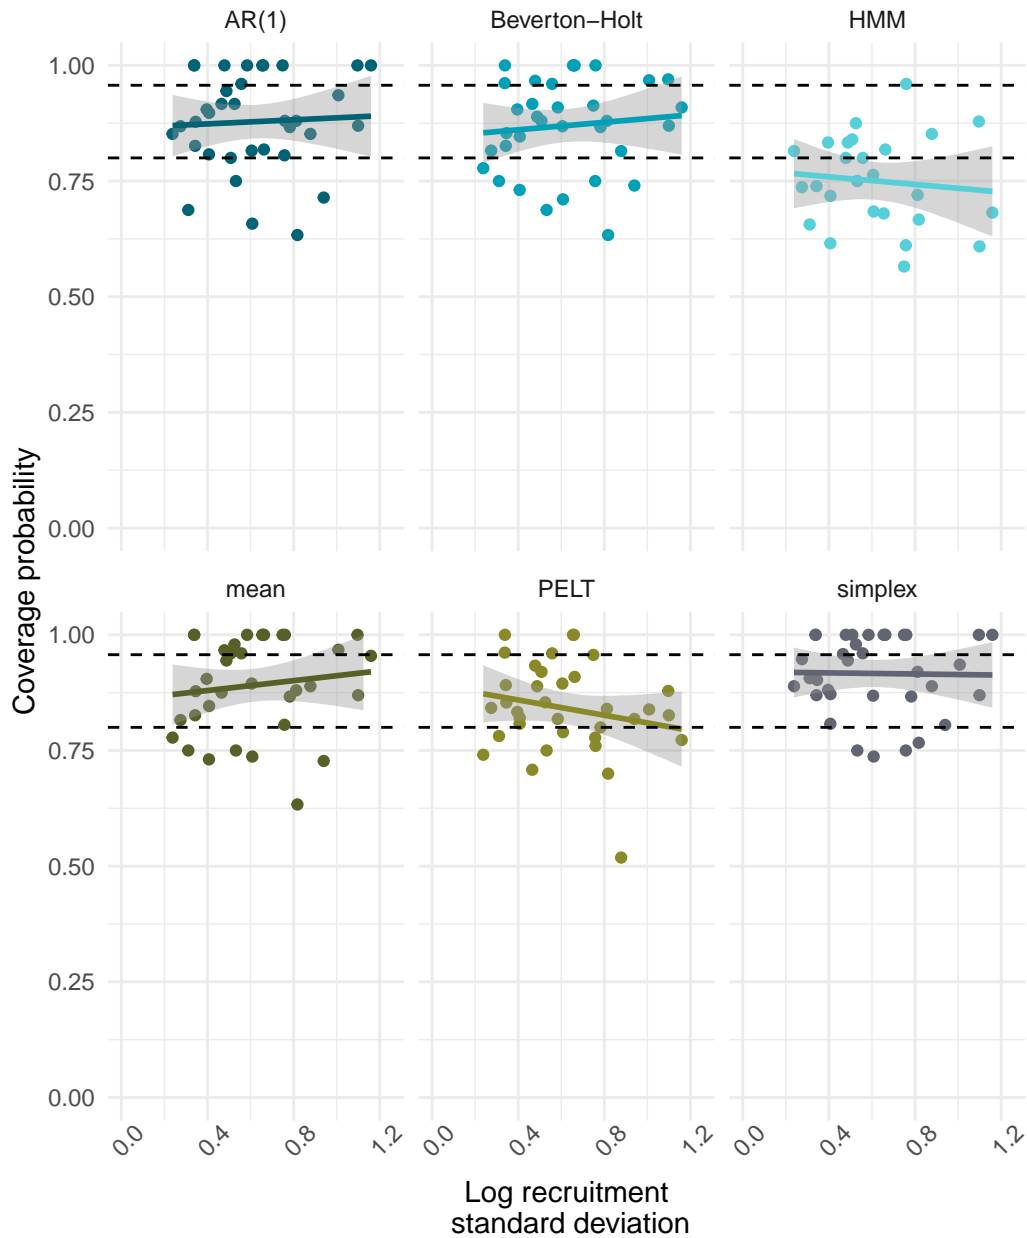 AR(1) Beverton−Holt HMM
1.00
0.75
0.50
0.25
0.00
Coverage probability
mean PELT simplex
1.00
0.75
0.50
0.25
0.00
0.0 0.4 0.8 1.2 0.0 0.4 0.8 1.2 0.0 0.4 0.8 1.2
Log recruitment
standard deviation